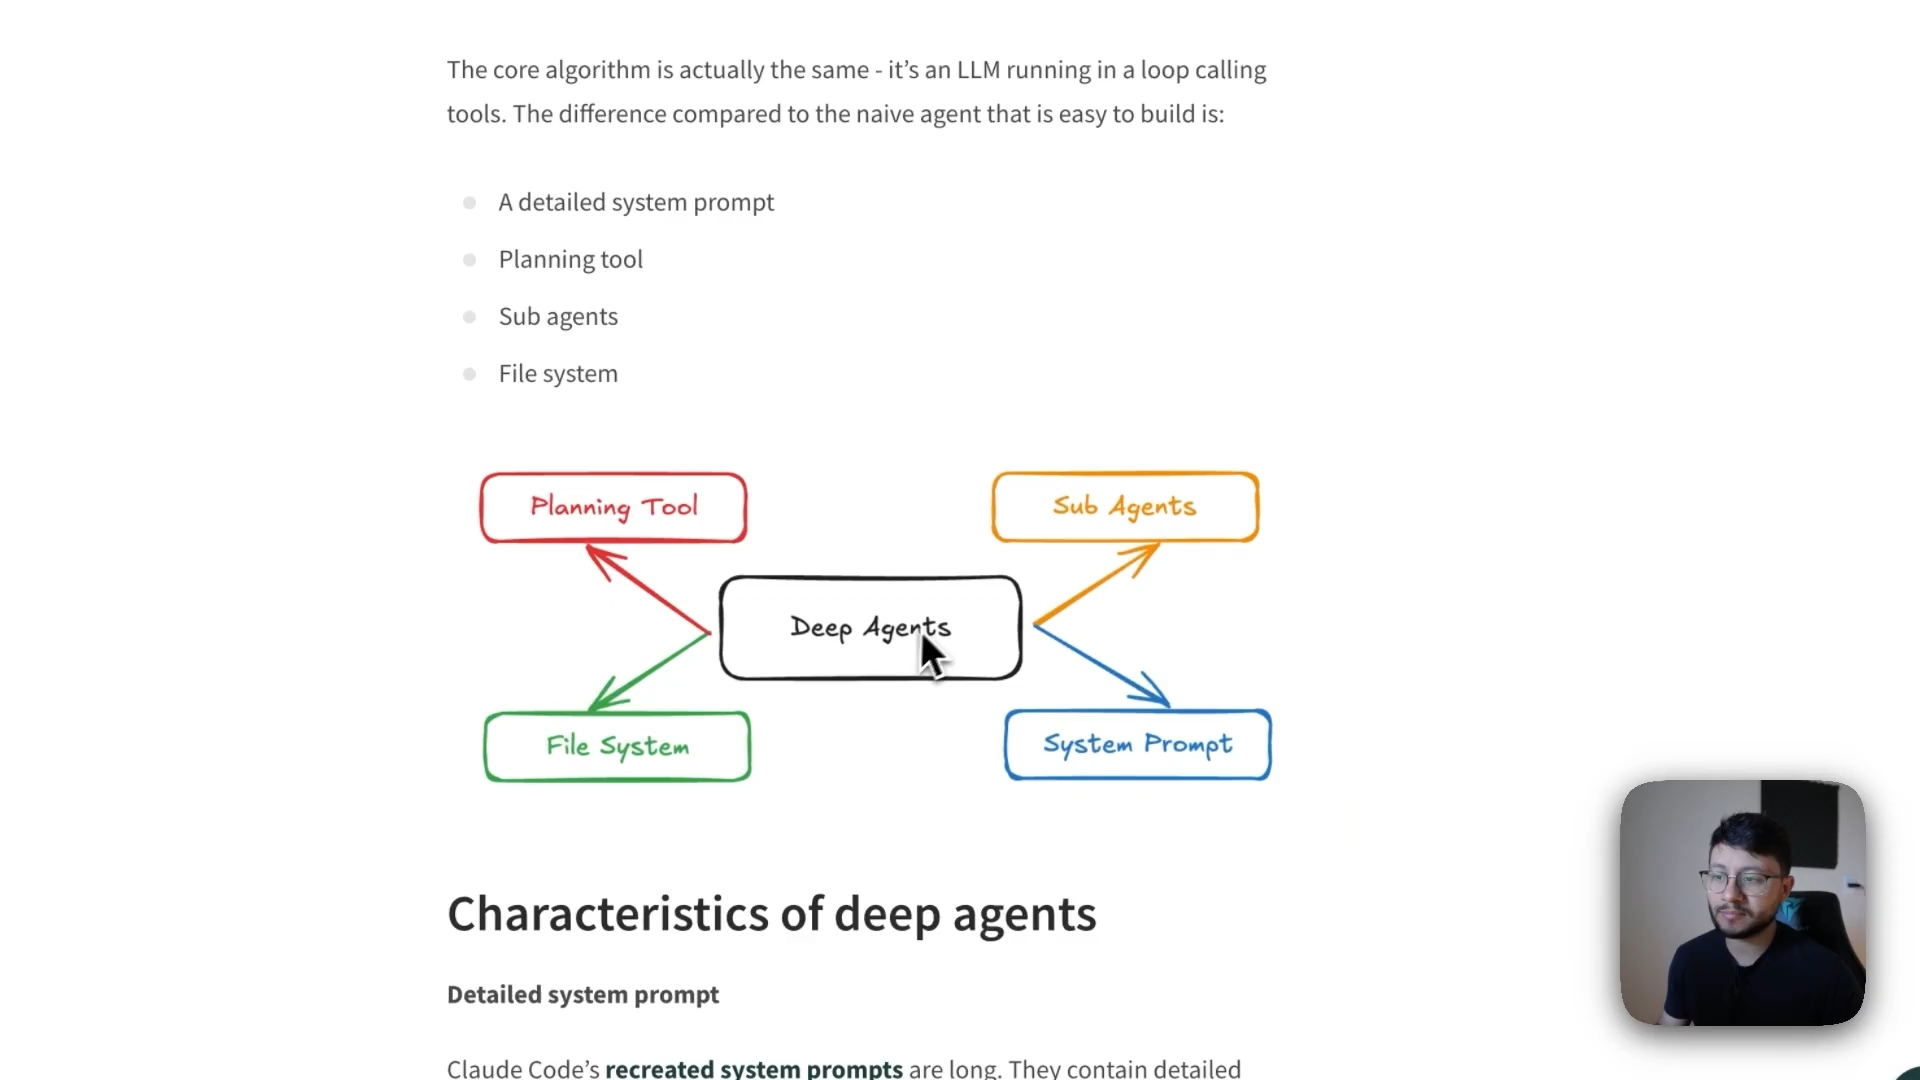 The core algorithm is actually the same - it’s an LLM running in a loop calling
tools. The difference compared to the naive agent that is easy to build is:
A detailed system prompt
Planning tool
Sub agents
File system
Planning Tool
Sub Agents
Deep Agents
File System
System Prompt
Characteristics of deep agents
Detailed system prompt
Claude Code’s recreated system prompts are long. They contain detailed